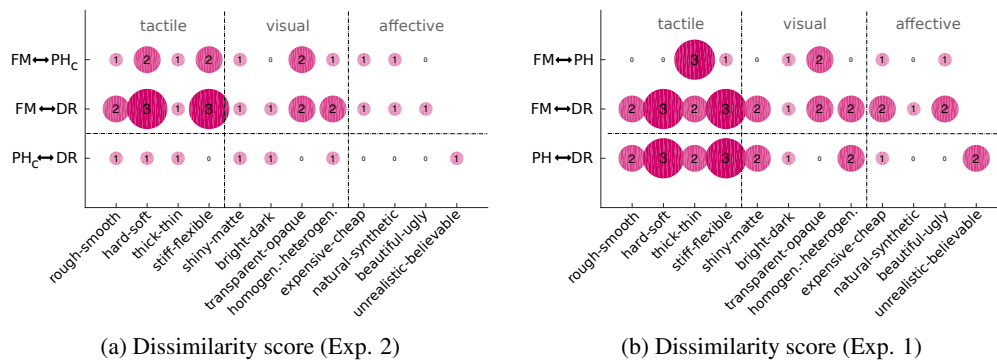 tactile visual affective
FM↔PHc 1 2 1 2 1 0 2 1 1 1 0
FM↔DR 2 3 1 3 1 1 2 2 1 1 1
PHc↔DR 1 1 1 0 1 1 0 1 0 0 0 1
rough-smooth hard-soft thick-thin stiff-flexible shiny-matte bright-dark transparent-opaque homogen.-heterogen. expensive-cheap natural-synthetic beautiful-ugly unrealistic-believable
(a) Dissimilarity score (Exp. 2)
tactile visual affective
FM↔PH 0 0 3 1 0 1 2 0 1 0 1
FM↔DR 2 3 2 3 2 1 2 2 2 1 2
PH↔DR 2 3 2 3 2 1 0 2 1 0 0 2
rough-smooth hard-soft thick-thin stiff-flexible shiny-matte bright-dark transparent-opaque homogen.-heterogen. expensive-cheap natural-synthetic beautiful-ugly unrealistic-believable
(b) Dissimilarity score (Exp. 1)